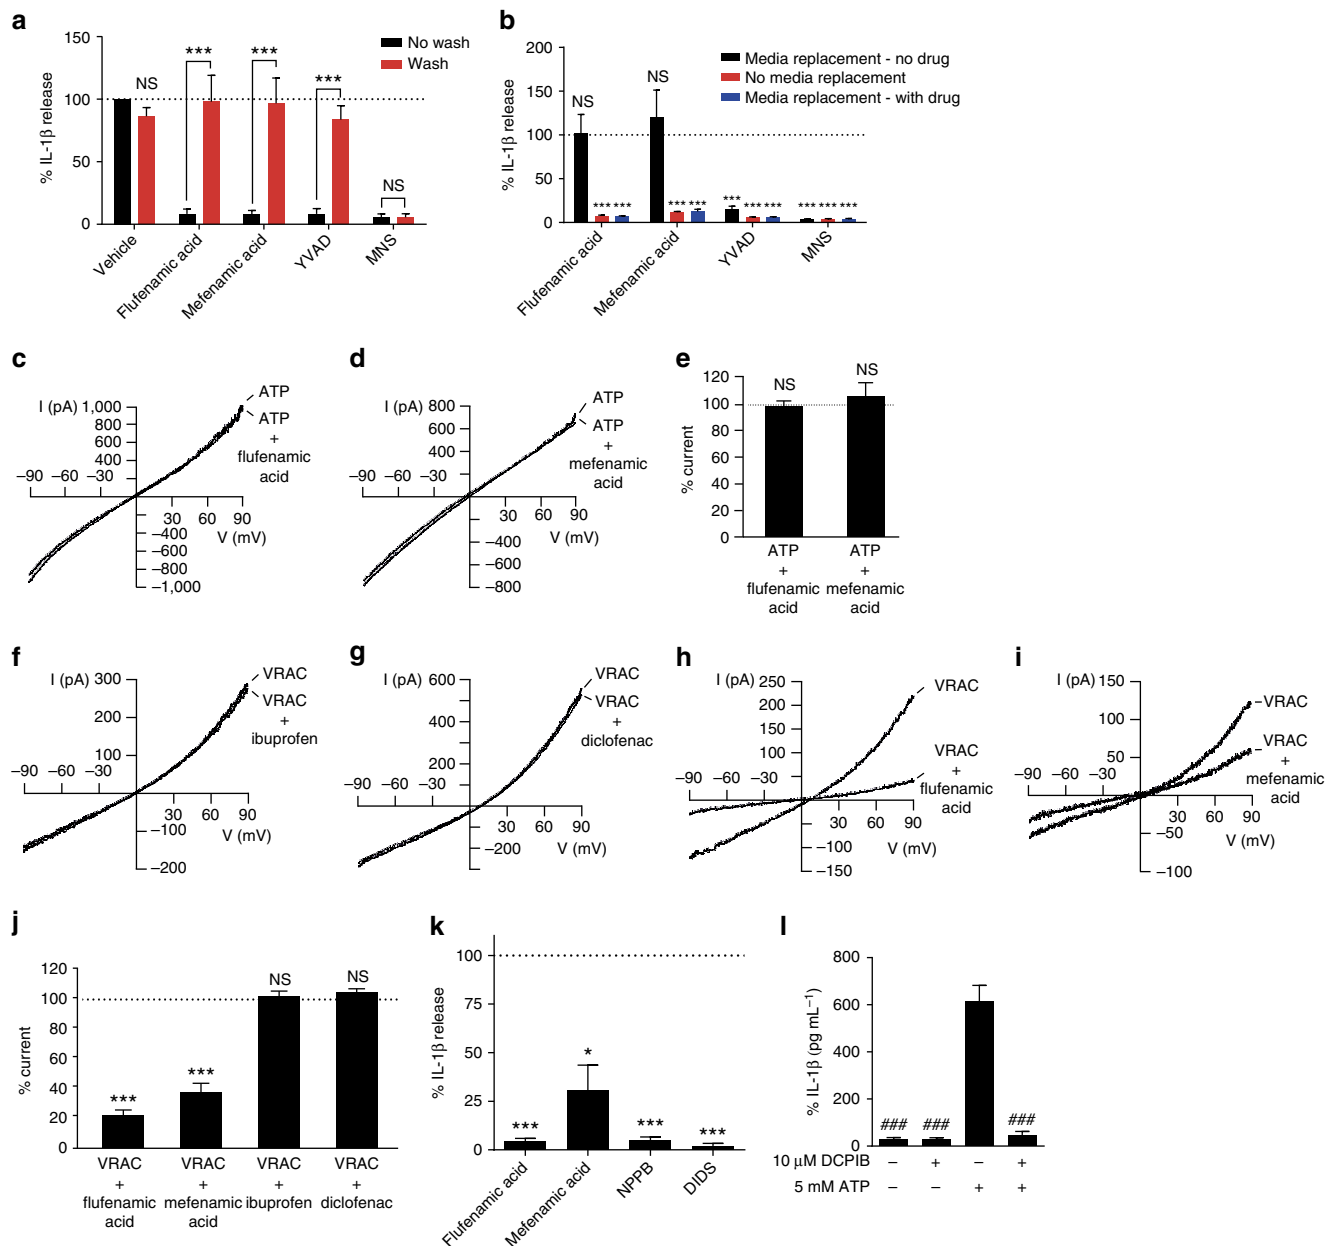 a
150
100
50
0
% IL-1β release
NS
***
***
***
NS
No wash
Wash
Vehicle
Flufenamic acid
Mefenamic acid
YVAD
MNS
b
200
150
100
50
0
% IL-1β release
NS
NS
*** ***
*** ***
*** *** ***
*** *** ***
Media replacement - no drug
No media replacement
Media replacement - with drug
Flufenamic acid
Mefenamic acid
YVAD
MNS
c
I (pA)
1,000
800
600
400
200
–90 –60 –30
30 60 90
V (mV)
–400
–600
–800
–1,000
ATP
ATP
+
flufenamic
acid
d
I (pA)
800
600
400
–90 –60 –30
30 60 90
V (mV)
–400
–600
–800
ATP
ATP
+
mefenamic
acid
e
120
100
80
60
40
20
0
% current
NS
NS
ATP
+
flufenamic
acid
ATP
+
mefenamic
acid
f
I (pA)
300
200
100
–90 –60 –30
30 60 90
V (mV)
–100
–200
VRAC
VRAC
+
ibuprofen
g
I (pA)
600
400
200
–90 –60 –30
30 60 90
V (mV)
–200
VRAC
VRAC
+
diclofenac
h
I (pA)
250
200
150
100
50
–90 –60 –30
30 60 90
V (mV)
–100
–150
VRAC
VRAC
+
flufenamic
acid
i
I (pA)
150
100
50
–90 –60 –30
30 60 90
V (mV)
–50
–100
VRAC
VRAC
+
mefenamic
acid
j
120
100
80
60
40
20
0
% current
***
***
NS
NS
VRAC
+
flufenamic
acid
VRAC
+
mefenamic
acid
VRAC
+
ibuprofen
VRAC
+
diclofenac
k
100
75
50
25
0
% IL-1β release
***
*
***
***
Flufenamic acid
Mefenamic acid
NPPB
DIDS
l
800
600
400
200
0
% IL-1β (pg mL⁻¹)
###
###
###
10 μM DCPIB – + – +
5 mM ATP – – + +